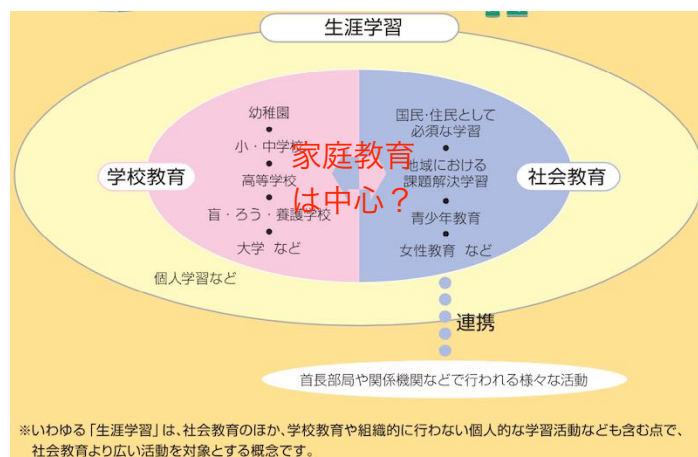 生涯学習
学校教育
幼稚園
小・中学校
高等学校
盲・ろう・養護学校
大学 など
家庭教育
は中心？
国民・住民として
必須な学習
地域における
課題解決学習
青少年教育
女性教育 など
社会教育
個人学習など
連携
首長部局や関係機関などで行われる様々な活動
※いわゆる「生涯学習」は、社会教育のほか、学校教育や組織的に行わない個人的な学習活動なども含む点で、
社会教育より広い活動を対象とする概念です。